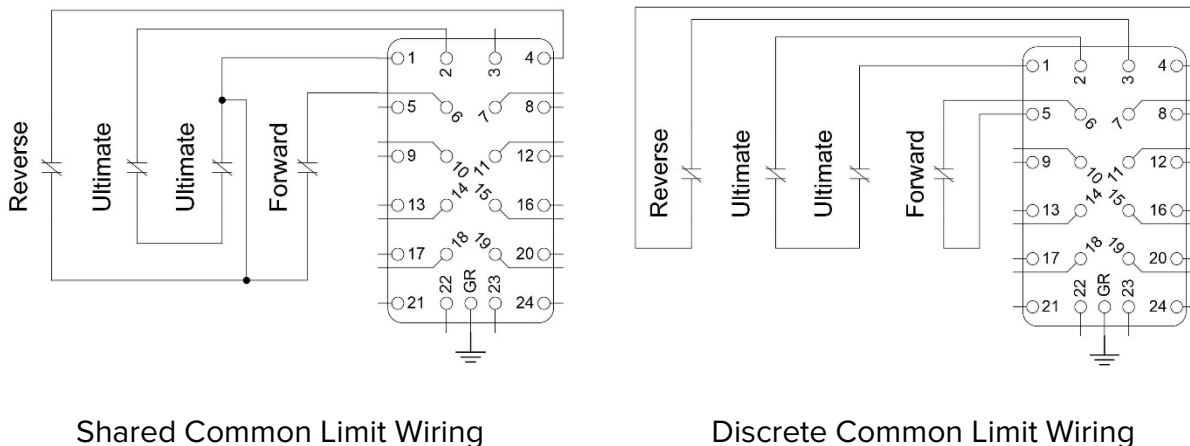 1 2 3 4
5 6 7 8
9 10 11 12
13 14 15 16
17 18 19 20
21 22 GR 23 24
Reverse
Ultimate
Ultimate
Forward
Shared Common Limit Wiring
1 2 3 4
5 6 7 8
9 10 11 12
13 14 15 16
17 18 19 20
21 22 GR 23 24
Reverse
Ultimate
Ultimate
Forward
Discrete Common Limit Wiring